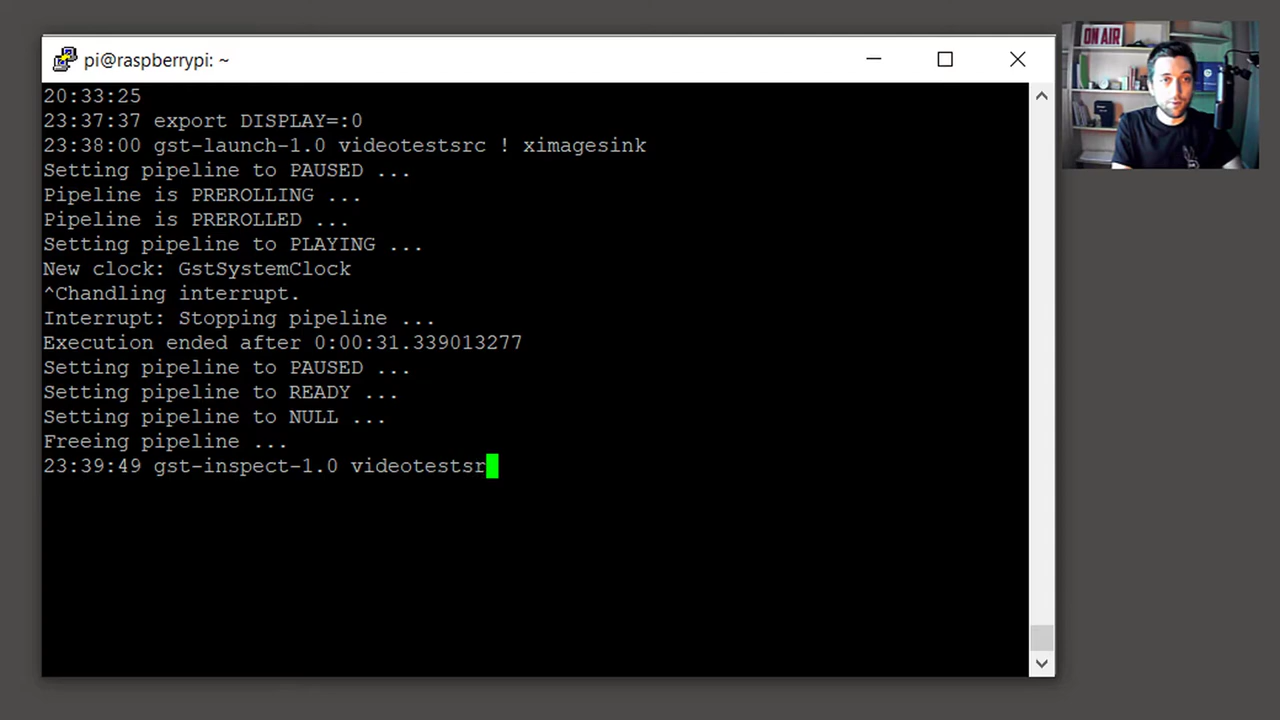 pi@raspberrypi: ~
ON AIR
20:33:25
23:37:37 export DISPLAY=:0
23:38:00 gst-launch-1.0 videotestsrc ! ximagesink
Setting pipeline to PAUSED ...
Pipeline is PREROLLING ...
Pipeline is PREROLLED ...
Setting pipeline to PLAYING ...
New clock: GstSystemClock
^Chandling interrupt.
Interrupt: Stopping pipeline ...
Execution ended after 0:00:31.339013277
Setting pipeline to PAUSED ...
Setting pipeline to READY ...
Setting pipeline to NULL ...
Freeing pipeline ...
23:39:49 gst-inspect-1.0 videotestsr